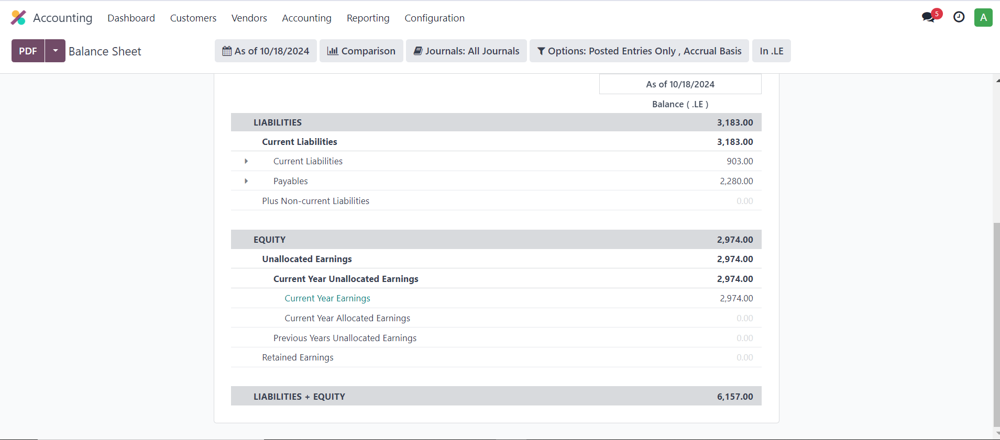 Accounting Dashboard Customers Vendors Accounting Reporting Configuration 5 A
PDF Balance Sheet As of 10/18/2024 Comparison Journals: All Journals Options: Posted Entries Only , Accrual Basis In .LE
As of 10/18/2024
Balance ( .LE )
LIABILITIES 3,183.00
Current Liabilities 3,183.00
Current Liabilities 903.00
Payables 2,280.00
Plus Non-current Liabilities 0.00
EQUITY 2,974.00
Unallocated Earnings 2,974.00
Current Year Unallocated Earnings 2,974.00
Current Year Earnings 2,974.00
Current Year Allocated Earnings 0.00
Previous Years Unallocated Earnings 0.00
Retained Earnings 0.00
LIABILITIES + EQUITY 6,157.00